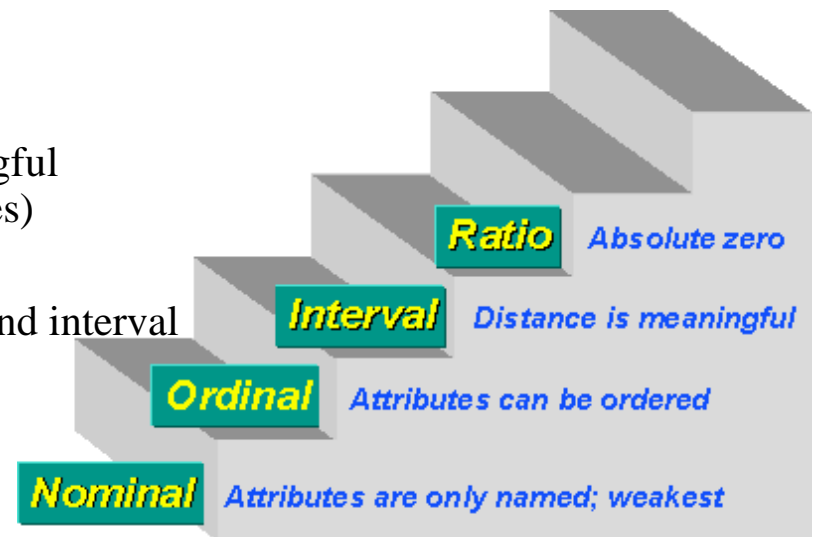 gful
es)
Ratio Absolute zero
nd interval
Interval Distance is meaningful
Ordinal Attributes can be ordered
Nominal Attributes are only named; weakest